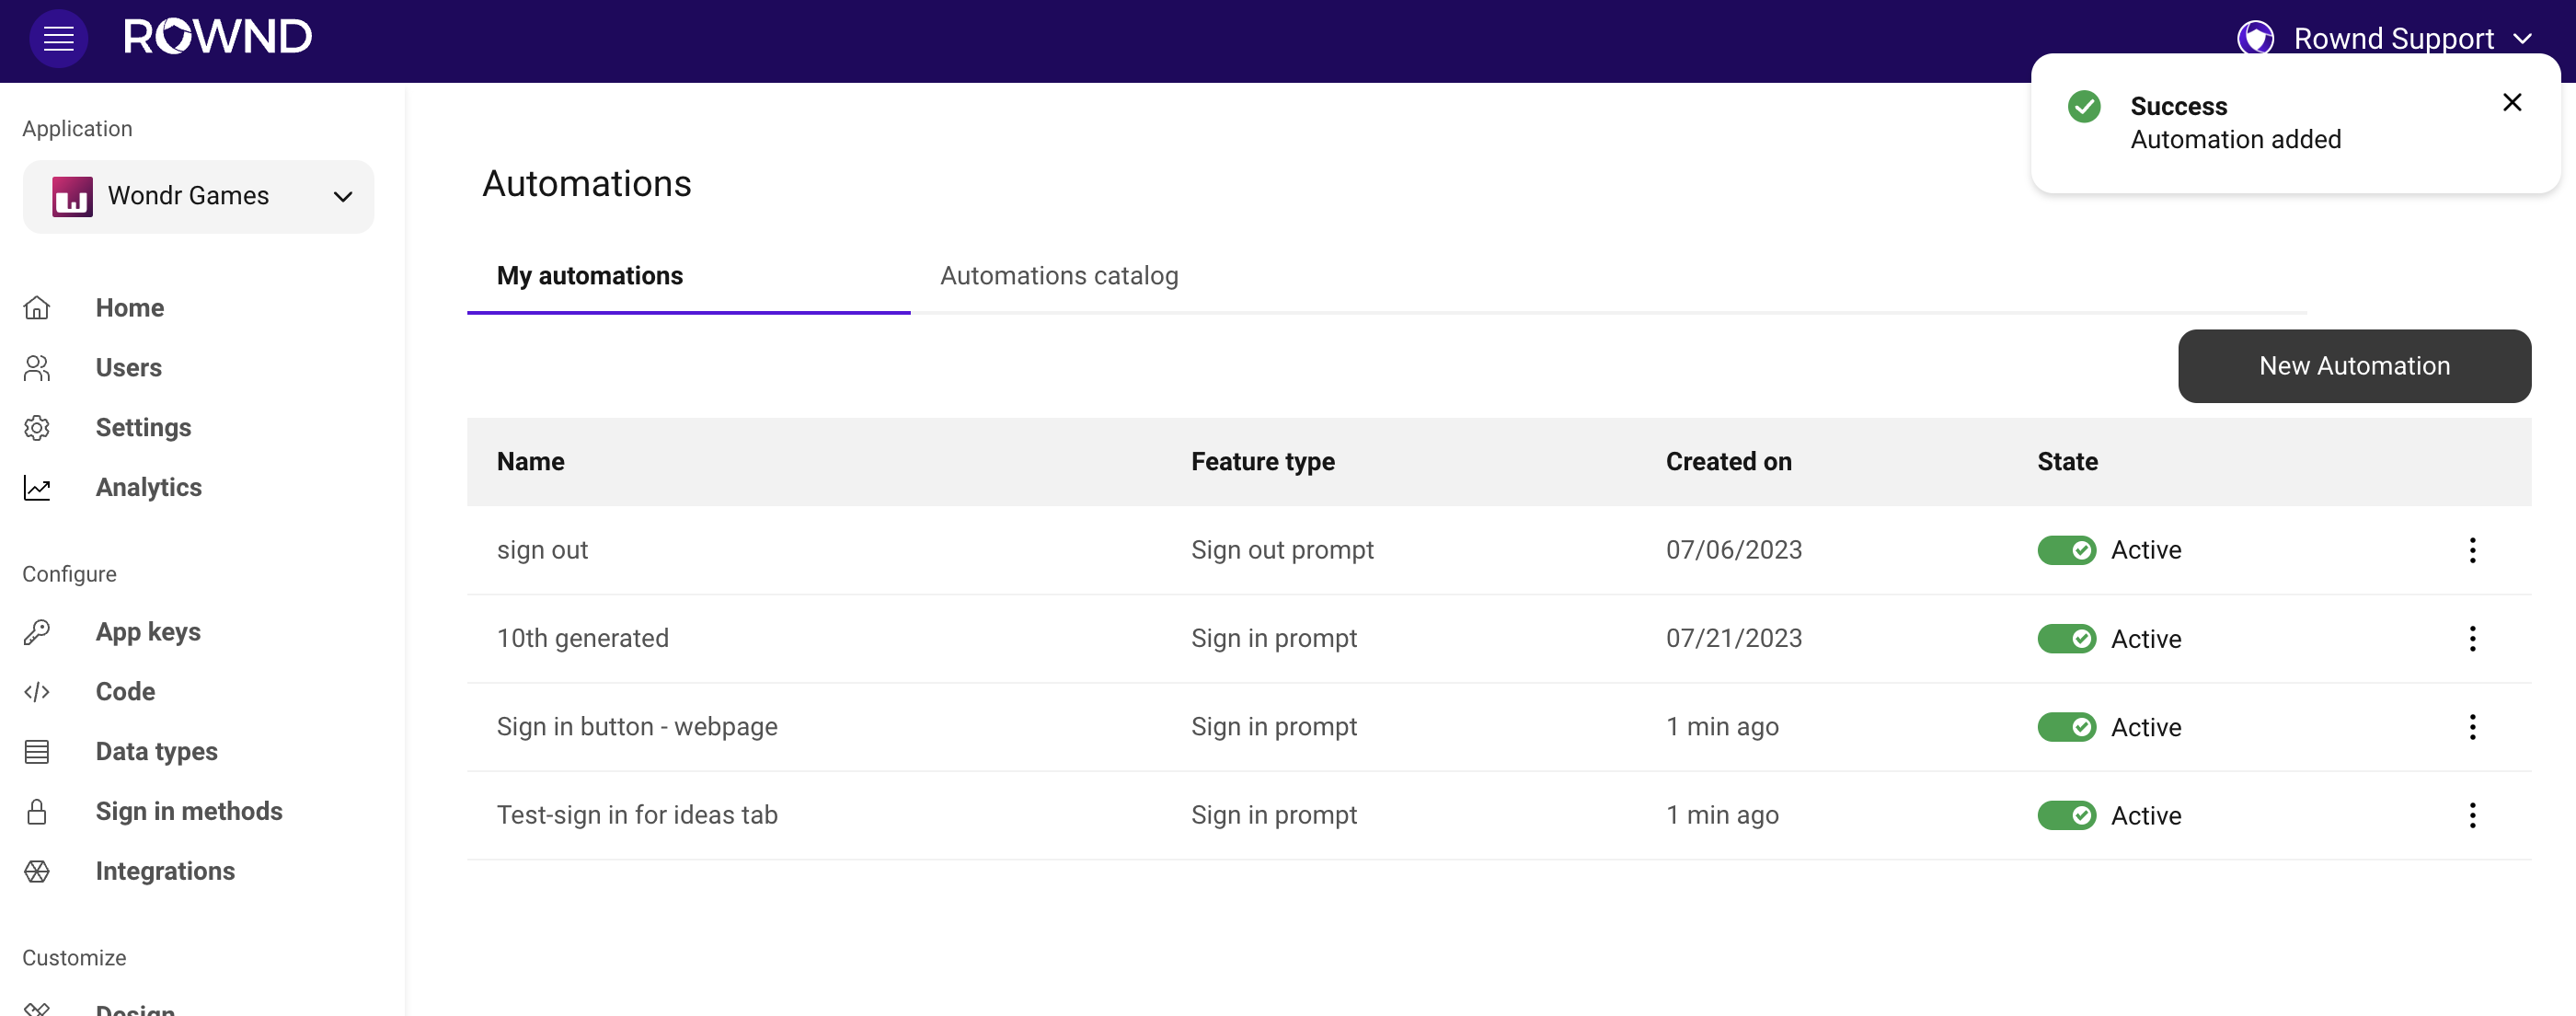 ROWND
Rownd Support
Success
Automation added
Application
Wondr Games
Home
Users
Settings
Analytics
Configure
App keys
Code
Data types
Sign in methods
Integrations
Customize
Design
Automations
My automations Automations catalog
New Automation
Name Feature type Created on State
sign out Sign out prompt 07/06/2023 Active
10th generated Sign in prompt 07/21/2023 Active
Sign in button - webpage Sign in prompt 1 min ago Active
Test-sign in for ideas tab Sign in prompt 1 min ago Active